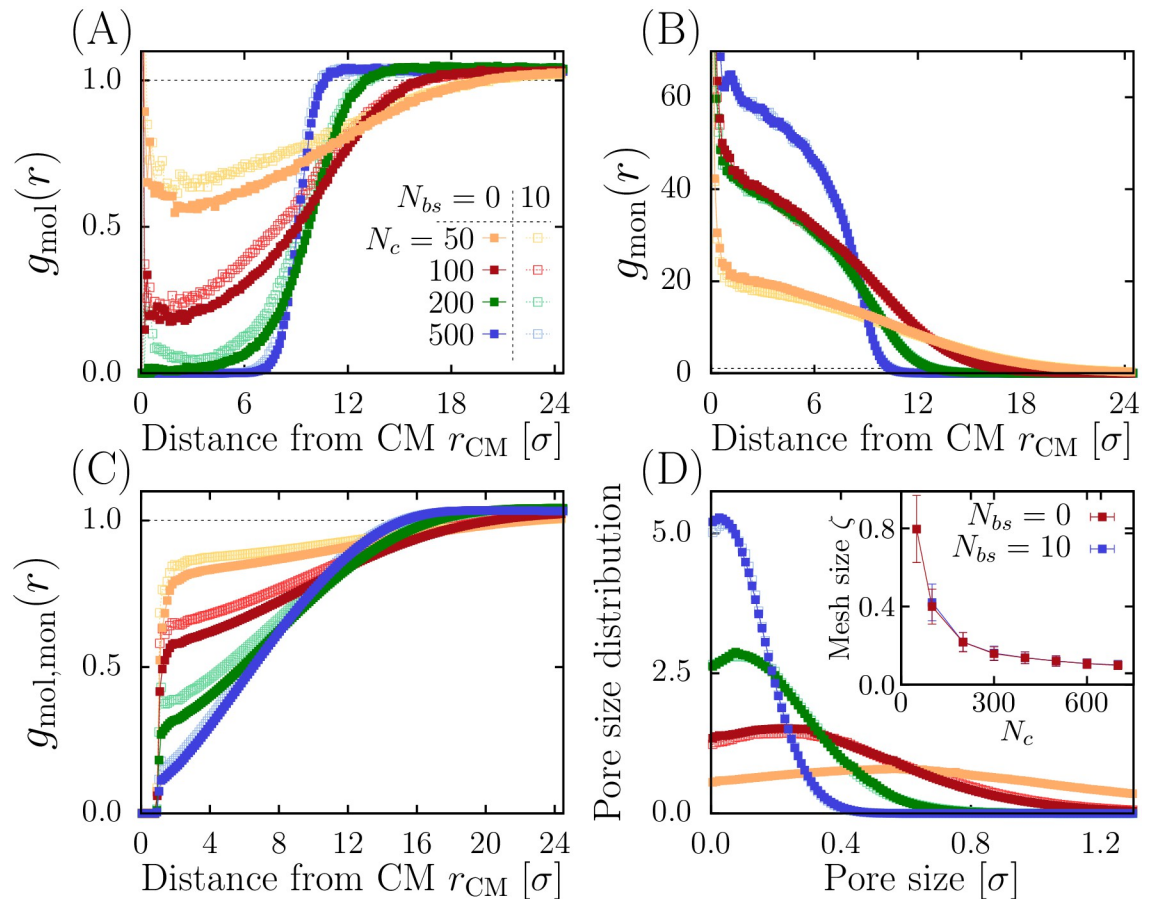 (A)
g_mol(r)
1.0
0.5
0.0
N_bs = 0 10
N_c = 50
100
200
500
0 6 12 18 24
Distance from CM r_CM [σ]
(B)
g_mon(r)
60
40
20
0
0 6 12 18 24
Distance from CM r_CM [σ]
(C)
g_mol,mon(r)
1.0
0.5
0.0
0 4 8 12 16 20 24
Distance from CM r_CM [σ]
(D)
Pore size distribution
5.0
2.5
0.0
0.0 0.4 0.8 1.2
Pore size [σ]
Mesh size ζ
0.8
0.4
0.0
N_bs = 0
N_bs = 10
0 300 600
N_c